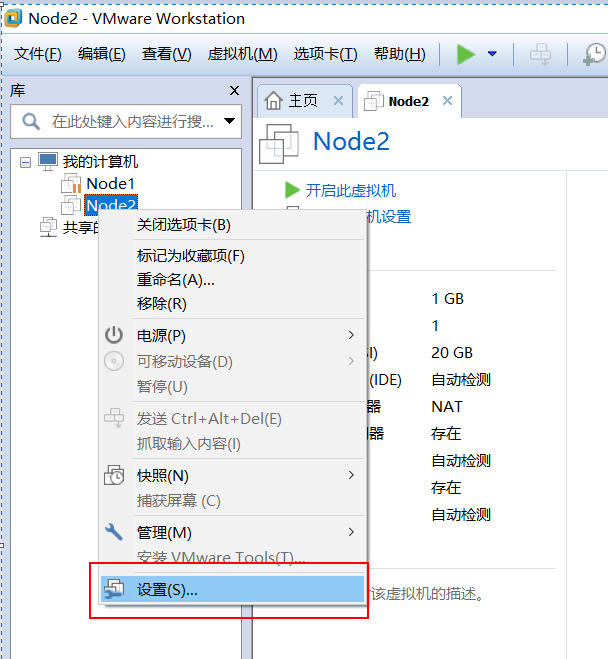 Node2 - VMware Workstation
文件(F) 编辑(E) 查看(V) 虚拟机(M) 选项卡(T) 帮助(H)
库
在此处键入内容进行搜...
主页
Node2
Node2
我的计算机
Node1
Node2
共享的
开启此虚拟机
机设置
关闭选项卡(B)
标记为收藏项(F)
重命名(A)...
移除(R)
电源(P)
可移动设备(D)
暂停(U)
发送 Ctrl+Alt+Del(E)
抓取输入内容(I)
快照(N)
捕获屏幕 (C)
管理(M)
安装 VMware Tools(T)...
设置(S)...
1 GB
1
SI) 20 GB
(IDE) 自动检测
器 NAT
器 存在
自动检测
存在
自动检测
该虚拟机的描述。